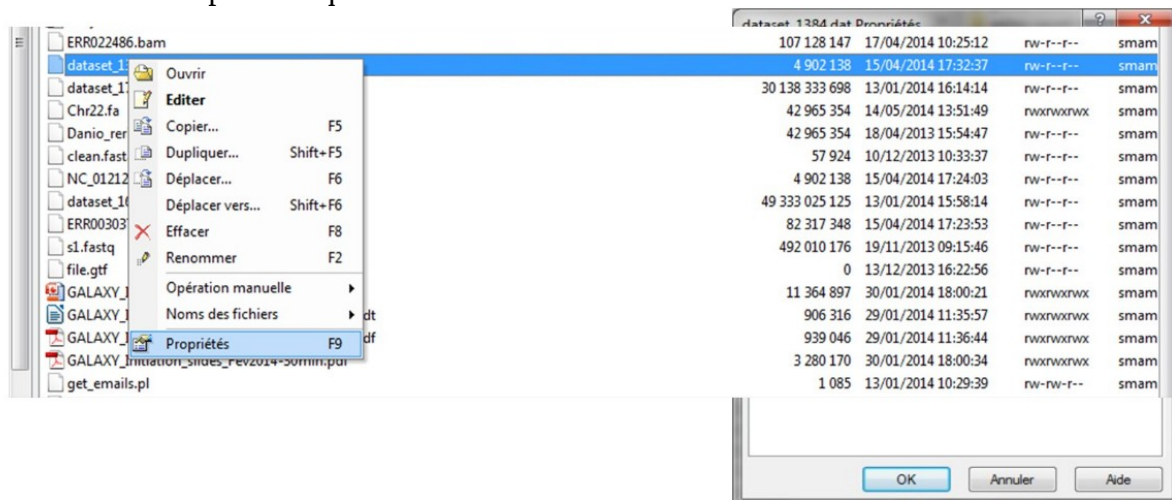 dataset_1384.dat Propriétés
ERR022486.bam 107 128 147 17/04/2014 10:25:12 rw-r--r-- smam
dataset_13 4 902 138 15/04/2014 17:32:37 rw-r--r-- smam
dataset_17 30 138 333 698 13/01/2014 16:14:14 rw-r--r-- smam
Chr22.fa 42 965 354 14/05/2014 13:51:49 rwxrwxrwx smam
Danio_rer 42 965 354 18/04/2013 15:54:47 rw-r--r-- smam
clean.fast 57 924 10/12/2013 10:33:37 rw-r--r-- smam
NC_01212 4 902 138 15/04/2014 17:24:03 rw-r--r-- smam
dataset_16 49 333 025 125 13/01/2014 15:58:14 rw-r--r-- smam
ERR00303 82 317 348 15/04/2014 17:23:53 rw-r--r-- smam
s1.fastq 492 010 176 19/11/2013 09:15:46 rw-r--r-- smam
file.gtf 0 13/12/2013 16:22:56 rw-r--r-- smam
GALAXY_I 11 364 897 30/01/2014 18:00:21 rwxrwxrwx smam
GALAXY_I dt 906 316 29/01/2014 11:35:57 rwxrwxrwx smam
GALAXY_I df 939 046 29/01/2014 11:36:44 rwxrwxrwx smam
GALAXY_Initiation_slides_Fev2014-50min.pdf 3 280 170 30/01/2014 18:00:34 rwxrwxrwx smam
get_emails.pl 1 085 13/01/2014 10:29:39 rw-rw-r-- smam
Ouvrir
Editer
Copier... F5
Dupliquer... Shift+F5
Déplacer... F6
Déplacer vers... Shift+F6
Effacer F8
Renommer F2
Opération manuelle
Noms des fichiers
Propriétés F9
OK Annuler Aide